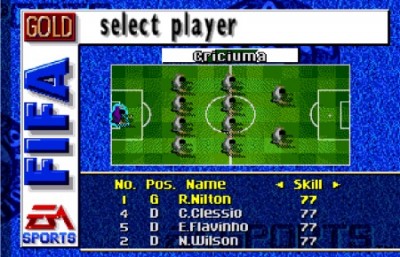 GOLD
select player
FIFA
Criciuma
No. Pos. Name ◄ Skill ►
1 G R.Nilton 77
4 D C.Clessio 77
5 D E.Flavinho 77
2 D N.Wilson 77
EA
SPORTS
SPORTS